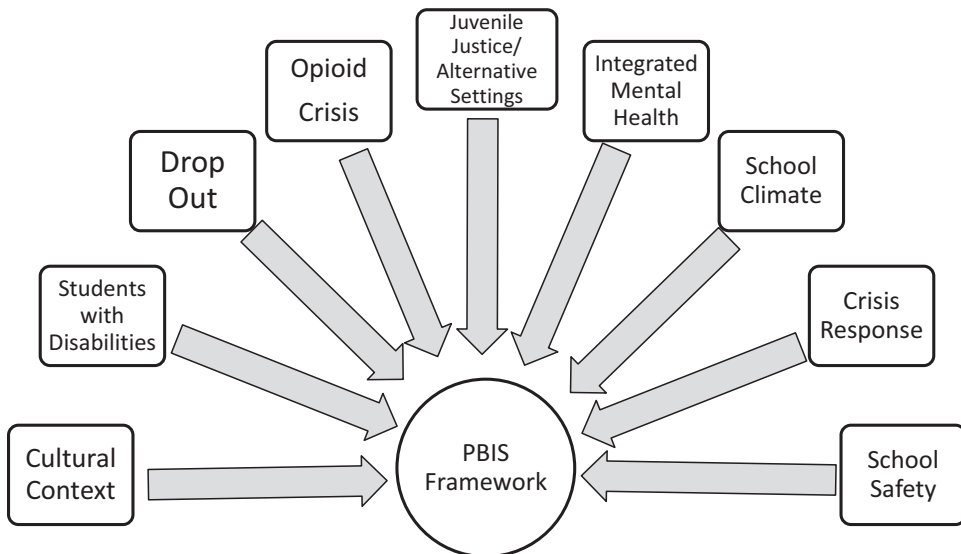 Cultural
Context
Students
with
Disabilities
Drop
Out
Opioid
Crisis
Juvenile
Justice/
Alternative
Settings
Integrated
Mental
Health
School
Climate
Crisis
Response
School
Safety
PBIS
Framework